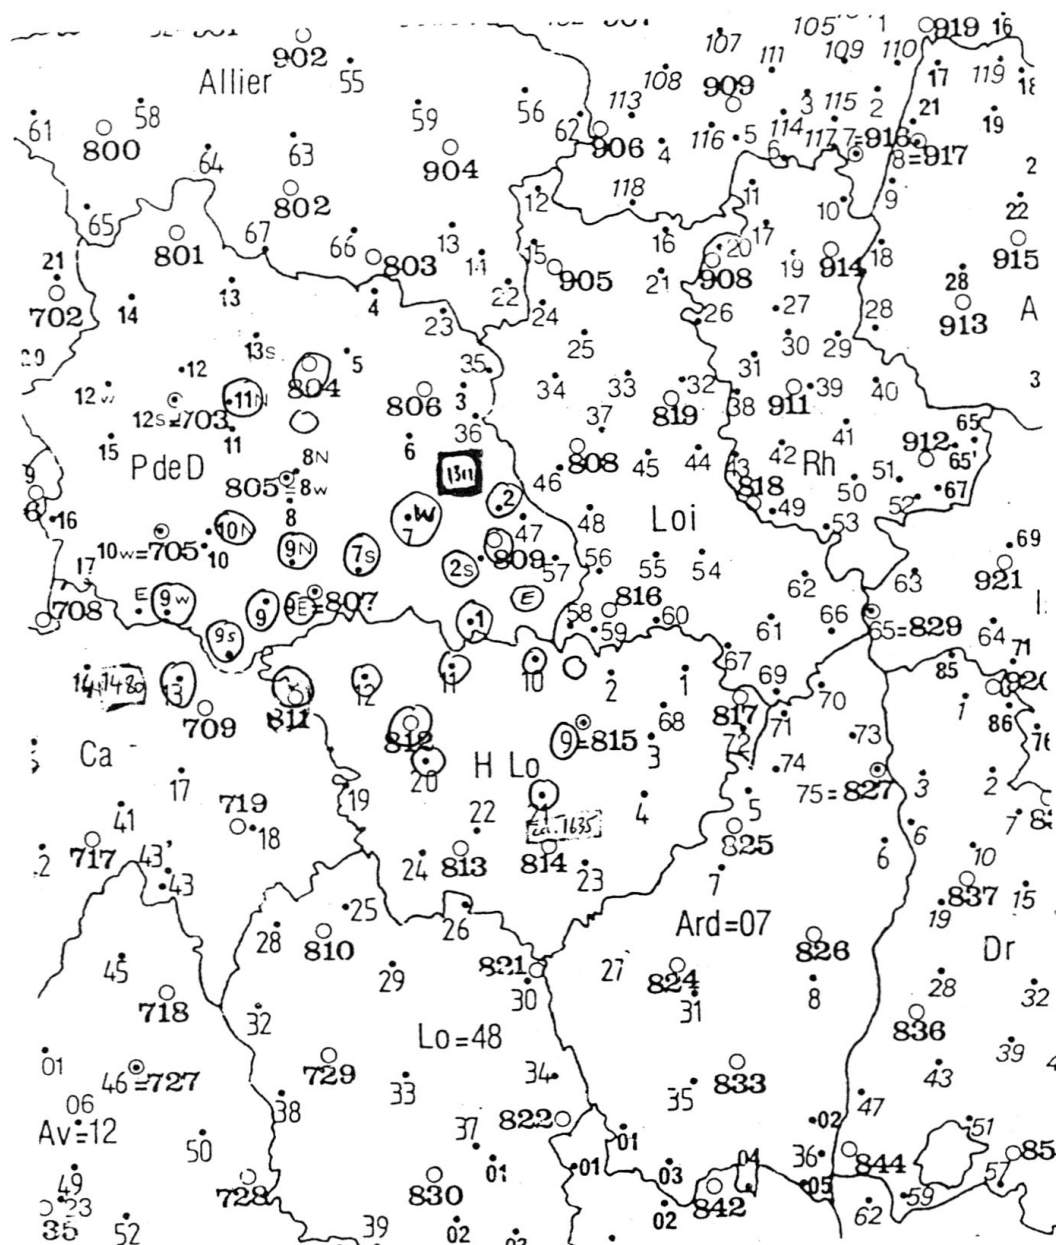 107 105 109 1 110 919 16
902 55 108 111 17 119 18
Allier 909
61 58 59 56 113 3 115 2 21 19
800 64 63 62 906 4 116 5 114 117 7=916
904 6 8=917 2
802 12 118 11 10 9 22
65 801 67 66 13 16 17 915
803 14 15 905 20 19 914 18
21 702 14 13 4 22 21 908 28 913
23 24 26 27 28 A
13s 5 25 30 29
12 804 35 34 33 32 31 3
12w 11N 806 3 819 38 911 39 40
12s=703 36 37 41 65
15 11 6 808 45 44 42 912 65'
PdeD 8N 1311 43 Rh 51
9 805=8w 46 818 50 67
16 8 2 47 48 Loi 49 52
10N 7 W 53
10w=705 10 9N 7s 2s 809 57 56 55 54 69
17 62 63 921
708 E 9w 9 9E=807 E 816
9s 1 58 59 60 61 66 65=829 64
67 85 71
14 1480 13 811 12 11 10 2 1 69 70 920
709 812 68 817 71 1 86
Ca 9=815 3 72 73 76
20 H Lo 74
17 19 21 4 75=827 3 2
41 719 18 22 ca.1635 5 6 7
2 717 43' 24 813 814 23 825 6 10
43 7 837 15
25 26 19
28 810 Ard=07 826
45 29 821 27 824 Dr
718 30 31 8 28 32
32 Lo=48 836
01 729 39
46=727 33 34 35 833 43
06 38 47
Av=12 822 02 51
50 37 01 36 844
49 01 01 03 04 57
23 728 830 05 59
35 52 39 02 02 842 62